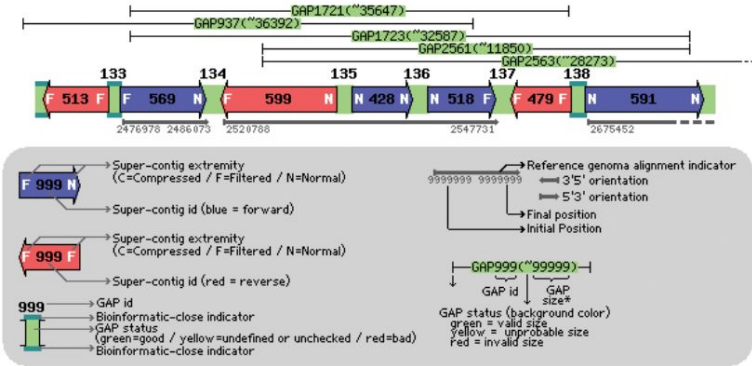 GAP1721(~35647)
GAP937(~36392)
GAP1723(~32587)
GAP2561(~11850)
GAP2563(~28273)
133 134 135 136 137 138
F 513 F F 569 N F 599 N N 428 N N 518 F F 479 F N 591 N
2476978 2486073 2520788 2547731 2675452
F 999 N
Super-contig extremity
(C=Compressed / F=Filtered / N=Normal)
Super-contig id (blue = forward)
F 999 F
Super-contig extremity
(C=Compressed / F=Filtered / N=Normal)
Super-contig id (red = reverse)
999
GAP id
Bioinformatic-close indicator
GAP status
(green=good / yellow=undefined or unchecked / red=bad)
Bioinformatic-close indicator
Reference genoma alignment indicator
9999999 9999999
3'5' orientation
5'3' orientation
Final position
Initial Position
GAP999(~99999)
GAP id
GAP
size*
GAP status (background color)
green = valid size
yellow = unprobable size
red = invalid size